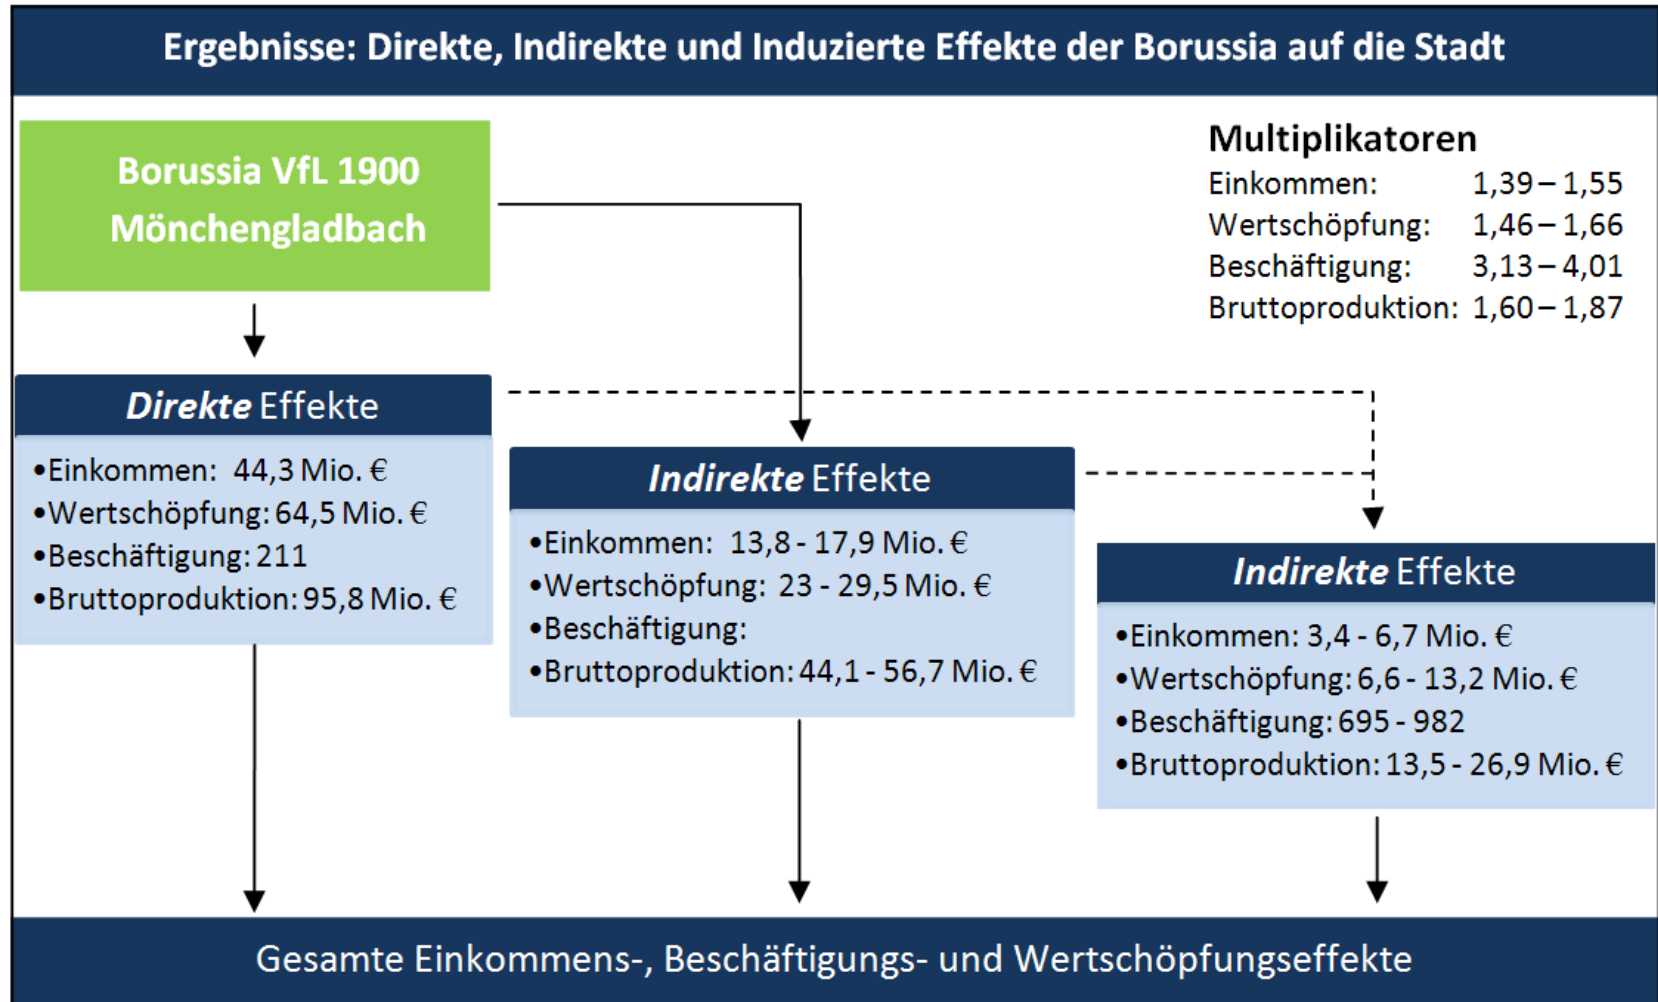 Ergebnisse: Direkte, Indirekte und Induzierte Effekte der Borussia auf die Stadt
Borussia VfL 1900
Mönchengladbach
Multiplikatoren
Einkommen: 1,39 – 1,55
Wertschöpfung: 1,46 – 1,66
Beschäftigung: 3,13 – 4,01
Bruttoproduktion: 1,60 – 1,87
Direkte Effekte
•Einkommen: 44,3 Mio. €
•Wertschöpfung: 64,5 Mio. €
•Beschäftigung: 211
•Bruttoproduktion: 95,8 Mio. €
Indirekte Effekte
•Einkommen: 13,8 - 17,9 Mio. €
•Wertschöpfung: 23 - 29,5 Mio. €
•Beschäftigung:
•Bruttoproduktion: 44,1 - 56,7 Mio. €
Indirekte Effekte
•Einkommen: 3,4 - 6,7 Mio. €
•Wertschöpfung: 6,6 - 13,2 Mio. €
•Beschäftigung: 695 - 982
•Bruttoproduktion: 13,5 - 26,9 Mio. €
Gesamte Einkommens-, Beschäftigungs- und Wertschöpfungseffekte